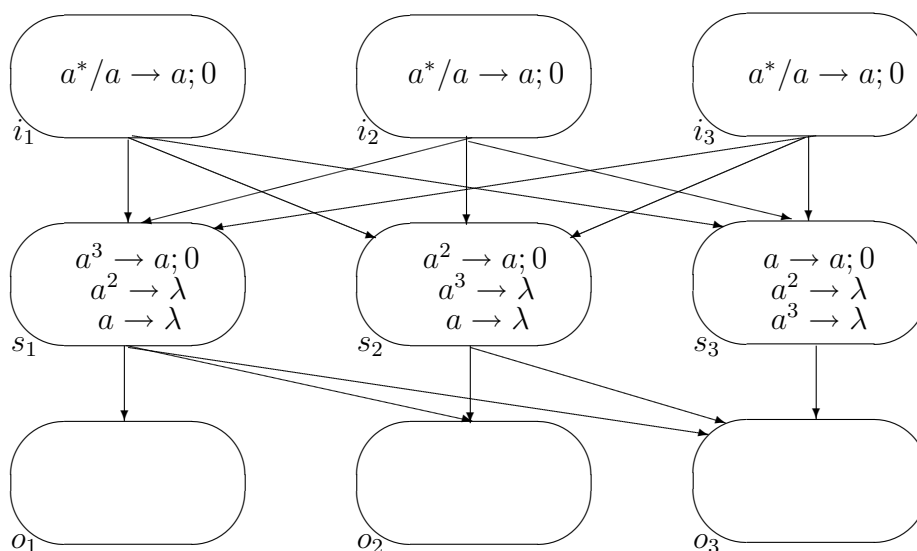 a*/a → a;0
a*/a → a;0
a*/a → a;0
i₁
i₂
i₃
a³ → a;0
a² → λ
a → λ
s₁
a² → a;0
a³ → λ
a → λ
s₂
a → a;0
a² → λ
a³ → λ
s₃
o₁
o₂
o₃